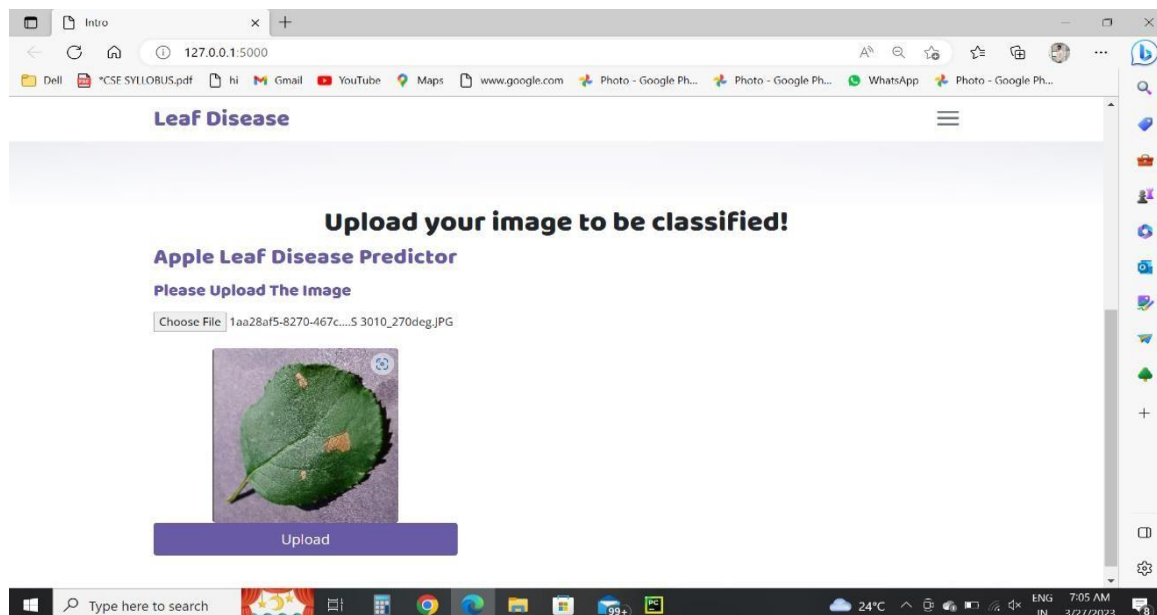 Intro
127.0.0.1:5000
Dell *CSE SYLLOBUS.pdf hi Gmail YouTube Maps www.google.com Photo - Google Ph... Photo - Google Ph... WhatsApp Photo - Google Ph...
Leaf Disease
Upload your image to be classified!
Apple Leaf Disease Predictor
Please Upload The Image
Choose File 1aa28af5-8270-467c....S 3010_270deg.JPG
Upload
Type here to search 99+ PC 24°C ENG 7:05 AM
IN 3/27/2023 8